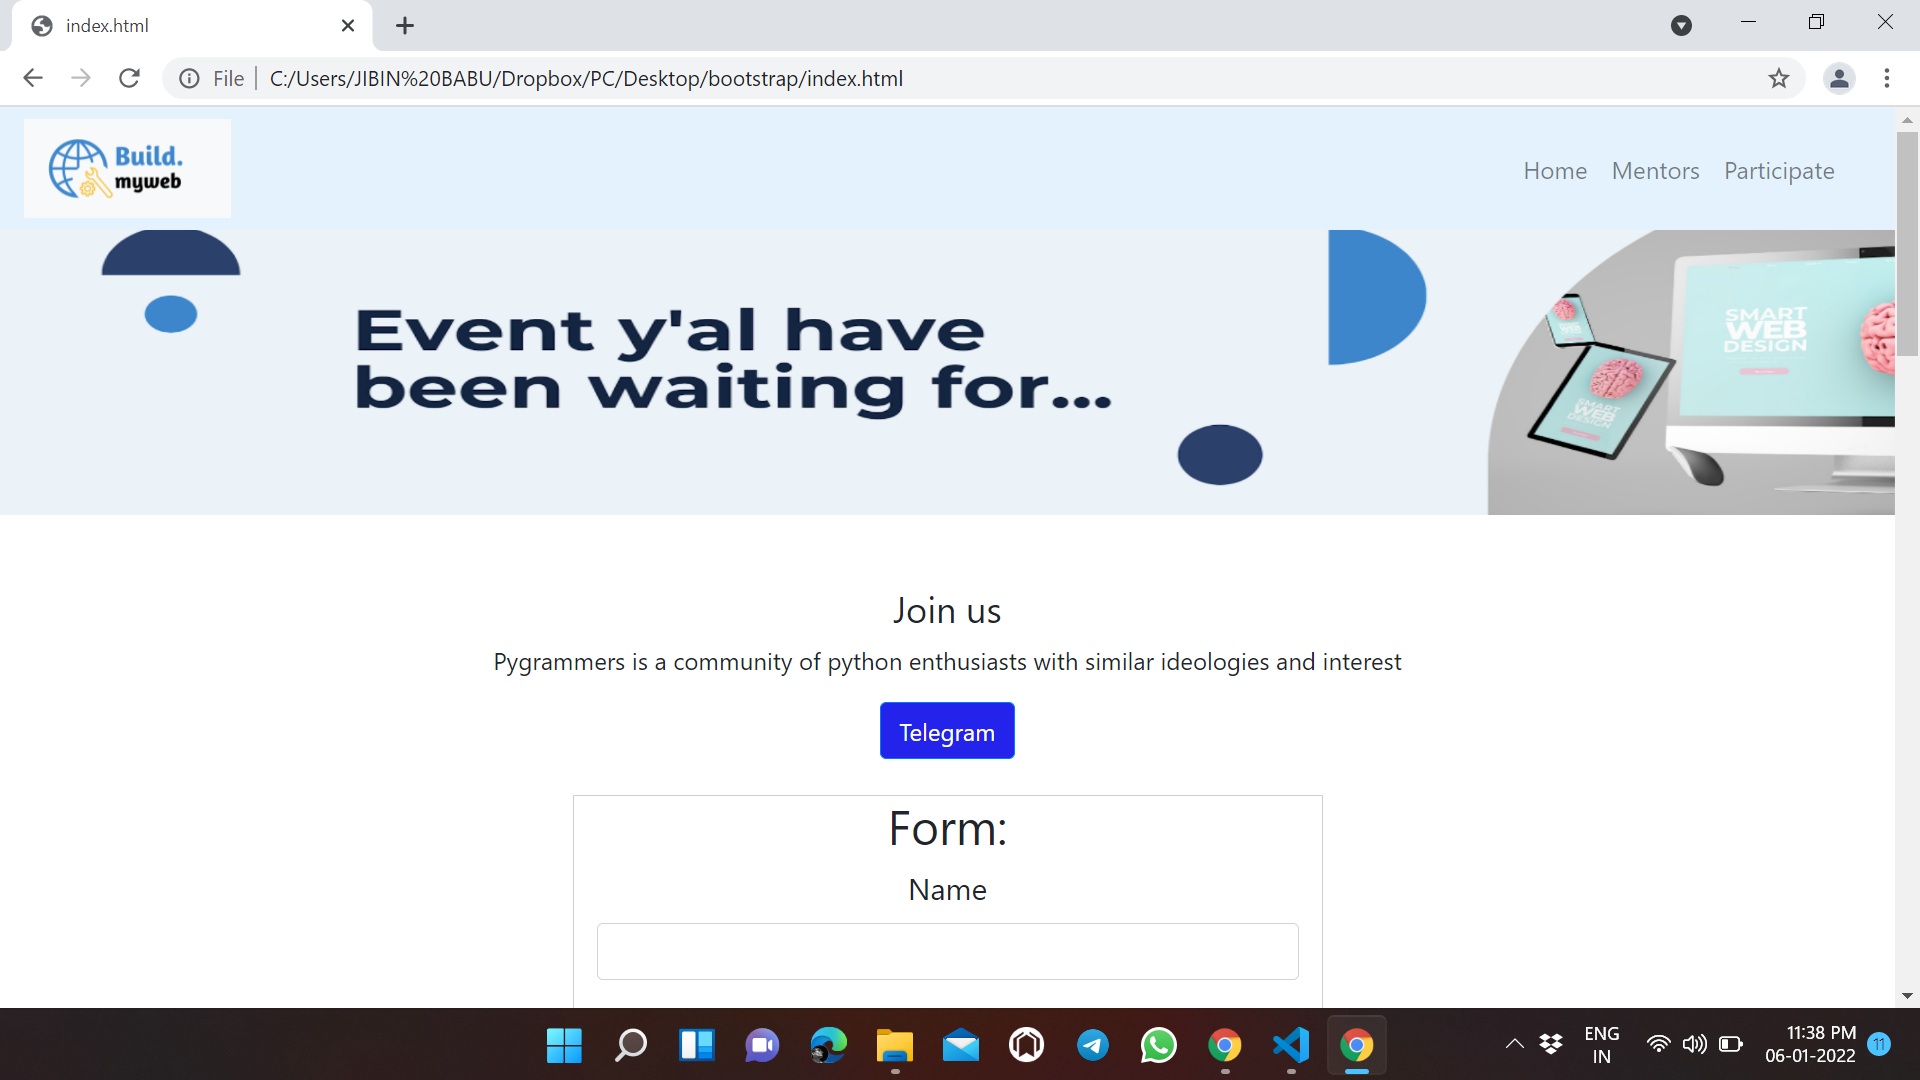 index.html
File
C:/Users/JIBIN%20BABU/Dropbox/PC/Desktop/bootstrap/index.html
Build.
myweb
Home Mentors Participate
Event y'al have
been waiting for...
SMART
WEB
DESIGN
SMART
WEB
DESIGN
Join us
Pygrammers is a community of python enthusiasts with similar ideologies and interest
Telegram
Form:
Name
ENG
IN
11:38 PM
06-01-2022
11